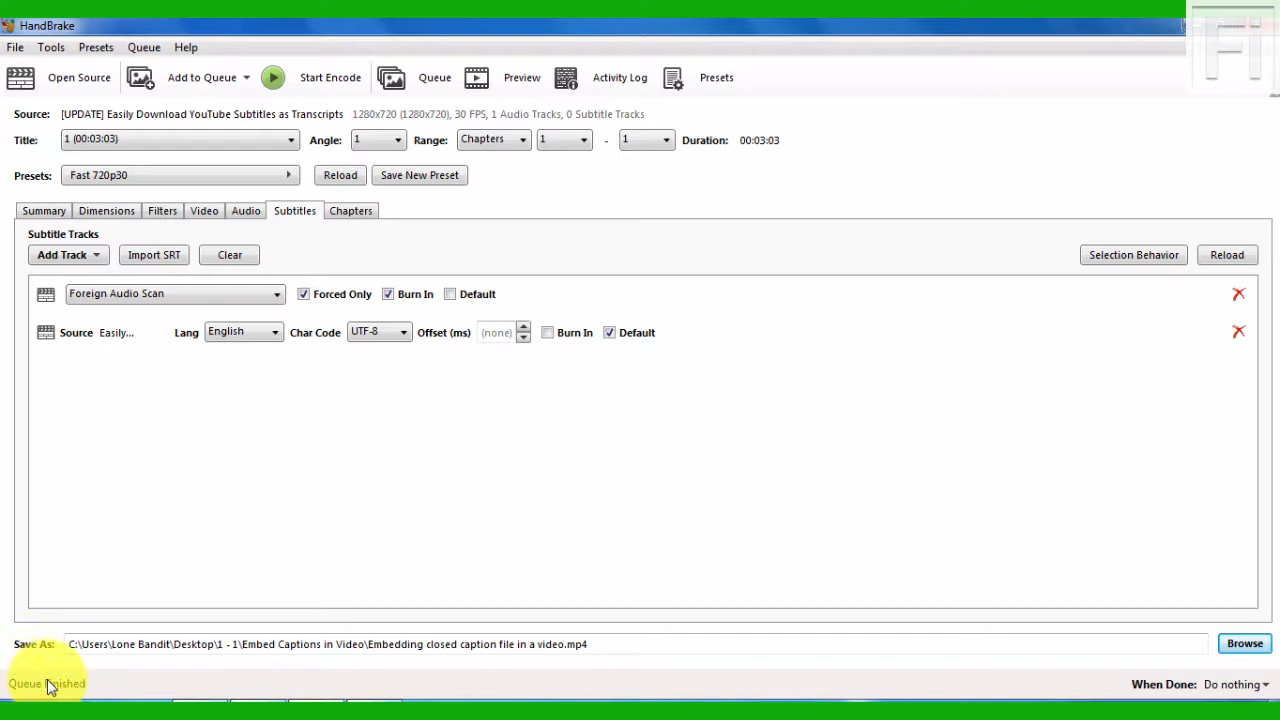 HandBrake
File Tools Presets Queue Help
Open Source Add to Queue Start Encode Queue Preview Activity Log Presets
Source: [UPDATE] Easily Download YouTube Subtitles as Transcripts 1280x720 (1280x720), 30 FPS, 1 Audio Tracks, 0 Subtitle Tracks
Title: 1 (00:03:03) Angle: 1 Range: Chapters 1 - 1 Duration: 00:03:03
Presets: Fast 720p30 Reload Save New Preset
Summary Dimensions Filters Video Audio Subtitles Chapters
Subtitle Tracks
Add Track Import SRT Clear Selection Behavior Reload
Foreign Audio Scan Forced Only Burn In Default
Source Easily... Lang English Char Code UTF-8 Offset (ms) (none) Burn In Default
Save As: C:\Users\Lone Bandit\Desktop\1 - 1\Embed Captions in Video\Embedding closed caption file in a video.mp4 Browse
Queue Finished When Done: Do nothing